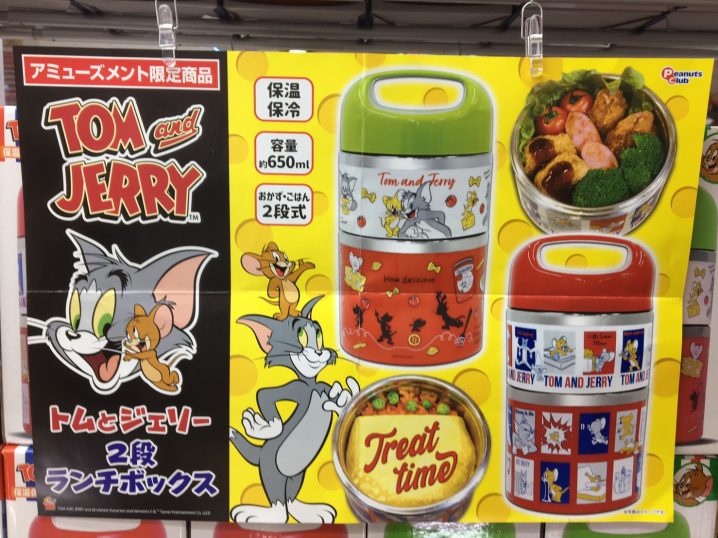 アミューズメント限定商品
TOM and
JERRY™
トムとジェリー
2段
ランチボックス
保温
保冷
容量
約650ml
おかず・ごはん
2段式
Tom and Jerry
How delicious
Treat
time
Peanuts
Club
JERRY
TOM AND JERRY
TOM A